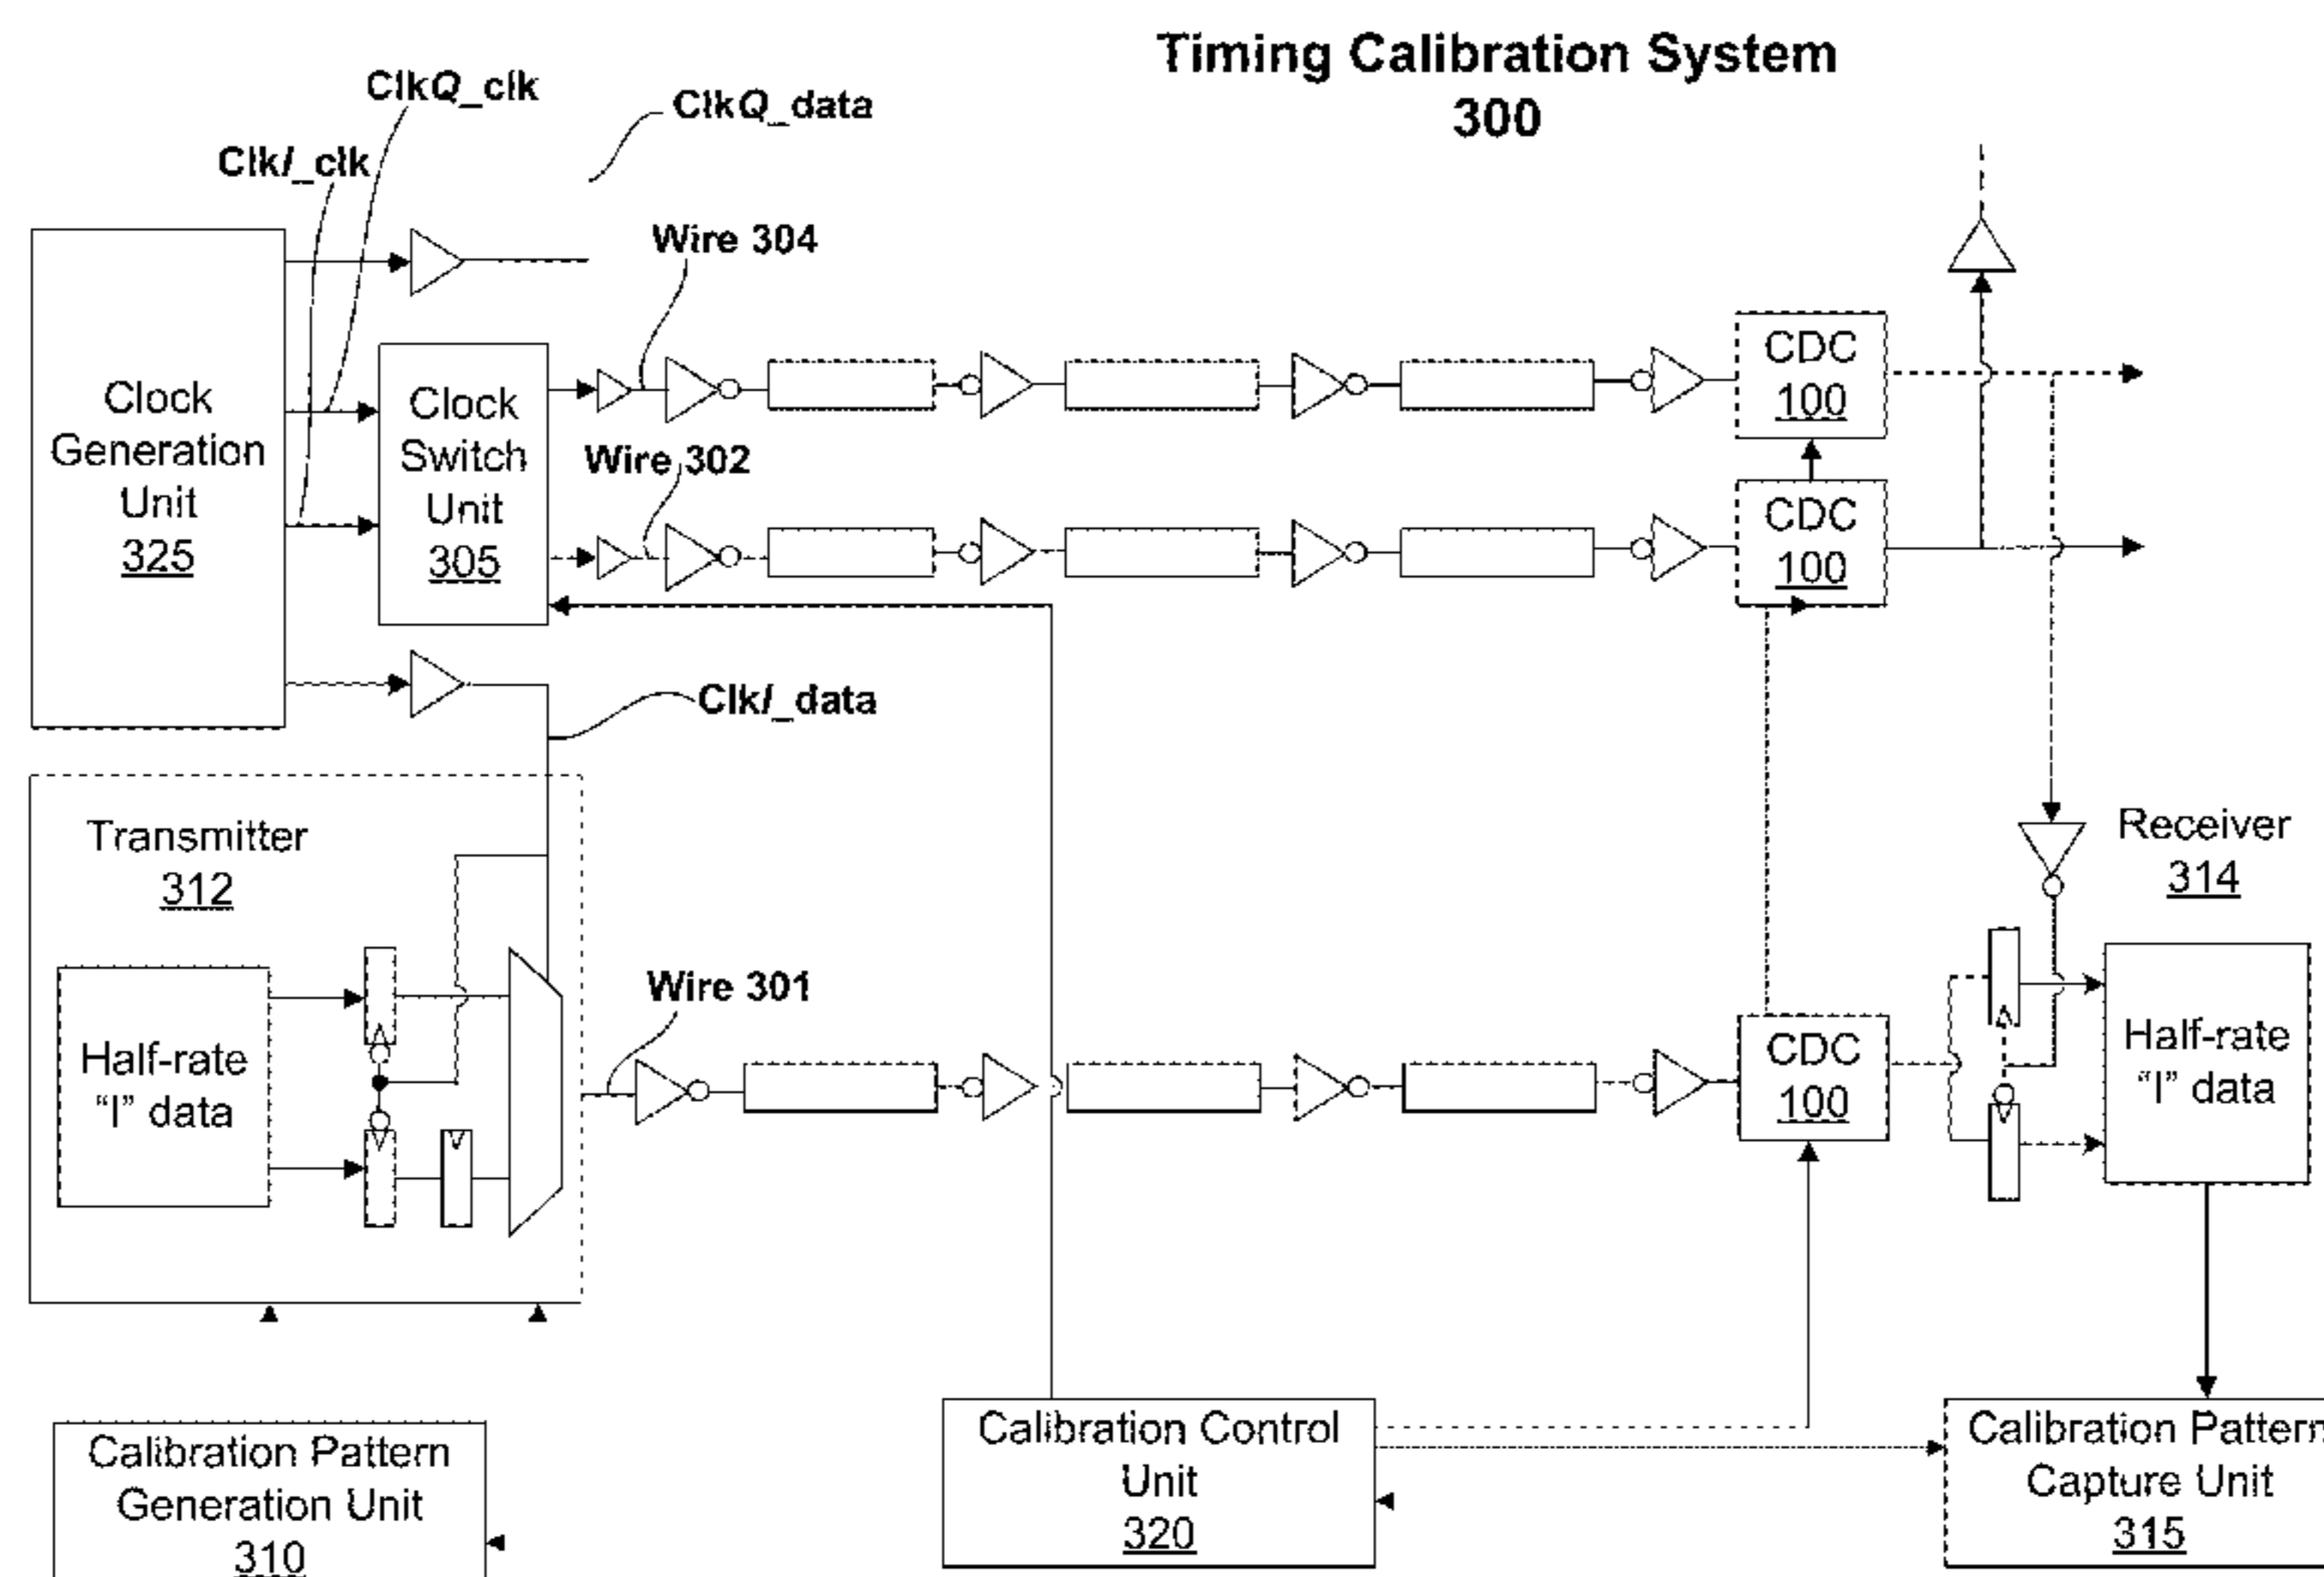 Timing Calibration System
300
ClkQ_clk
ClkQ_data
ClkI_clk
Wire 304
Clock
Generation
Unit
325
Clock
Switch
Unit
305
Wire 302
CDC
100
CDC
100
ClkI_data
Transmitter
312
Receiver
314
Half-rate
“I” data
Wire 301
CDC
100
Half-rate
“I” data
Calibration Pattern
Generation Unit
310
Calibration Control
Unit
320
Calibration Pattern
Capture Unit
315